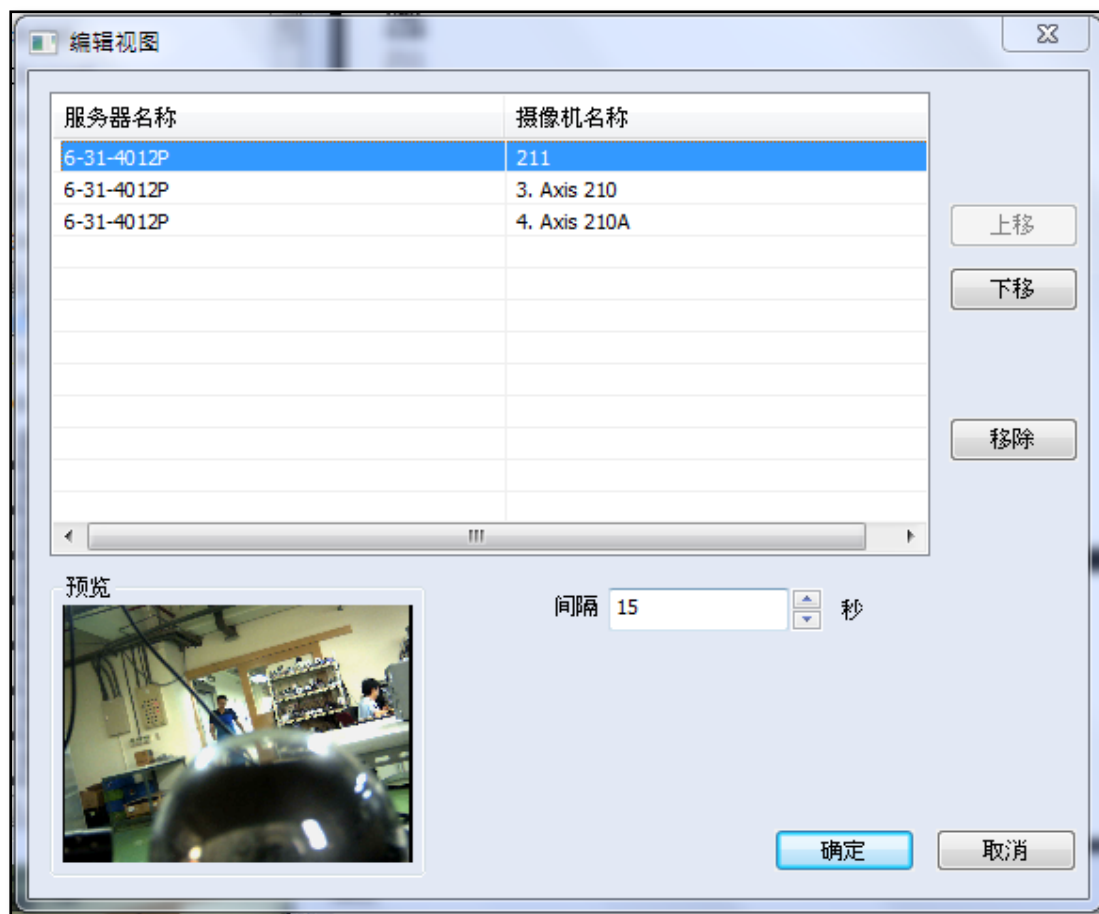 编辑视图
服务器名称 摄像机名称
6-31-4012P 211
6-31-4012P 3. Axis 210
6-31-4012P 4. Axis 210A
上移
下移
移除
预览
间隔 15 秒
确定 取消